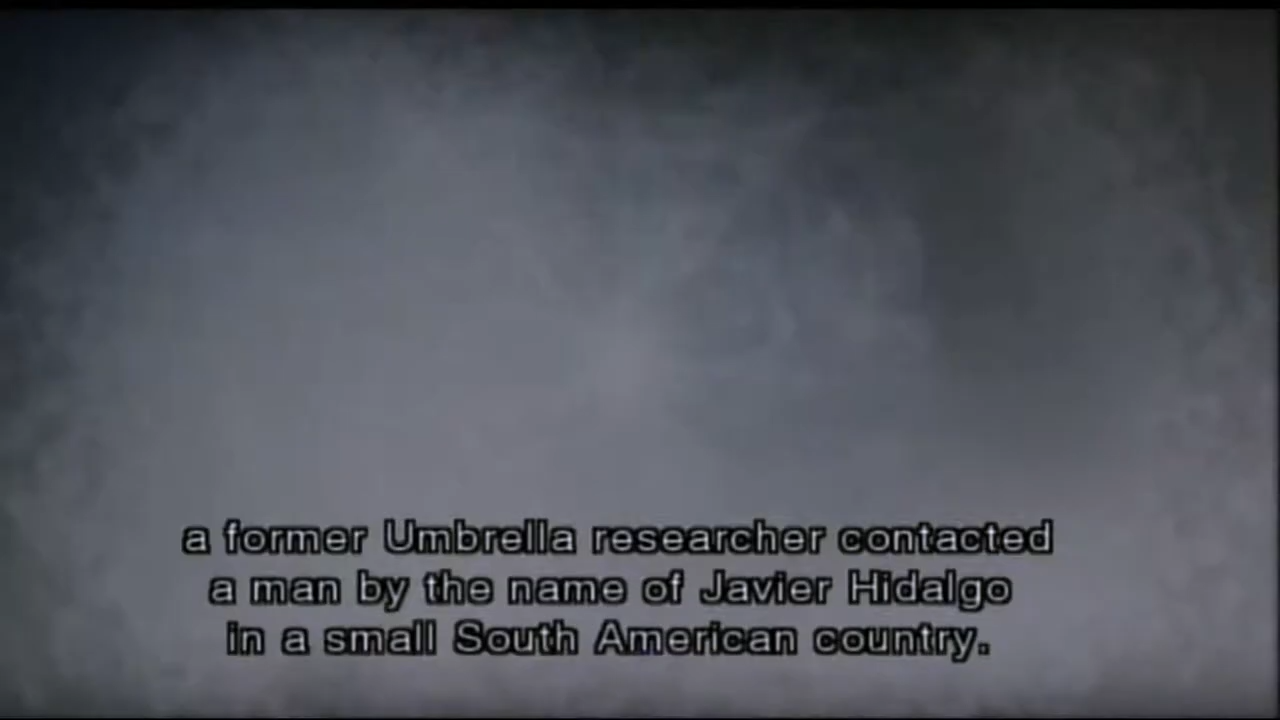 a former Umbrella researcher contacted
a man by the name of Javier Hidalgo
in a small South American country.